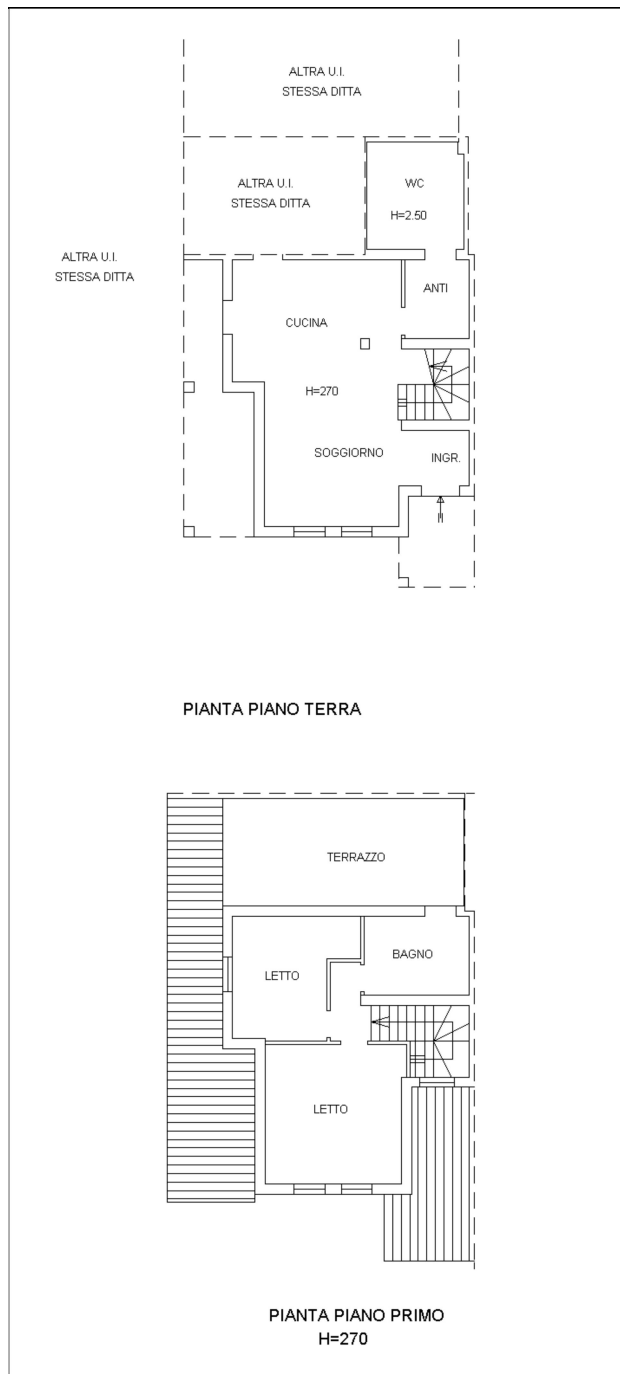 ALTRA U.I.
STESSA DITTA
ALTRA U.I.
STESSA DITTA
WC
H=2.50
ALTRA U.I.
STESSA DITTA
ANTI
CUCINA
H=270
SOGGIORNO
INGR.
PIANTA PIANO TERRA
TERRAZZO
BAGNO
LETTO
LETTO
PIANTA PIANO PRIMO
H=270